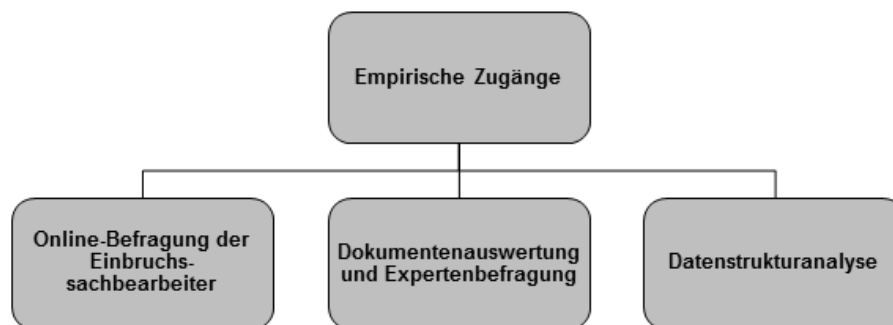 Empirische Zugänge
Online-Befragung der
Einbruchs-
sachbearbeiter
Dokumentenauswertung
und Expertenbefragung
Datenstrukturanalyse